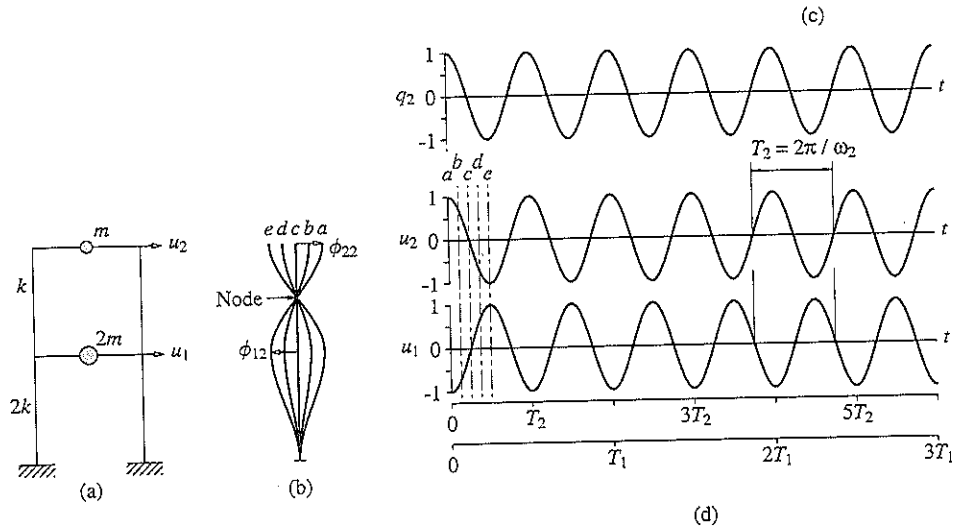 (c)
1
q2 0
-1
t
T2 = 2π / ω2
a b c d e
1
u2 0
-1
t
1
u1 0
-1
t
0 T2 3T2 5T2
0 T1 2T1 3T1
(d)
m
u2
k
2m
u1
2k
(a)
e d c b a
ϕ22
Node
ϕ12
(b)